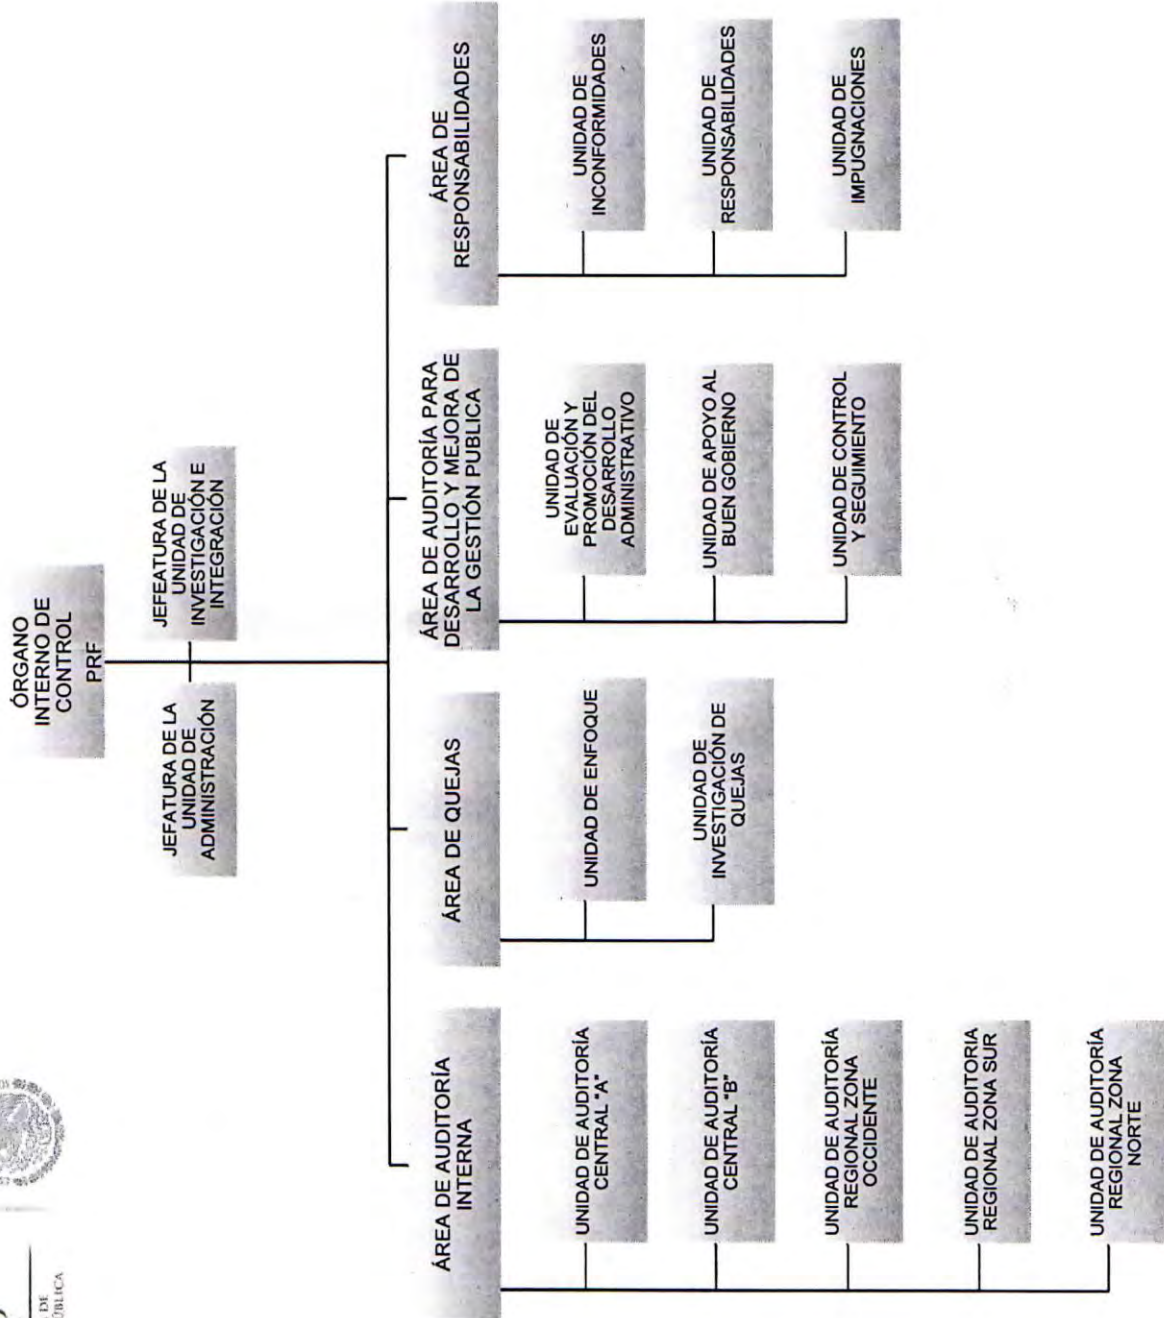 DE
ÓRGANO
INTERNO DE
CONTROL
PRF
JEFATURA DE LA
UNIDAD DE
ADMINISTRACIÓN
JEFEATURA DE LA
UNIDAD DE
INVESTIGACIÓN E
INTEGRACIÓN
ÁREA DE AUDITORÍA
INTERNA
UNIDAD DE AUDITORÍA
CENTRAL "A"
UNIDAD DE AUDITORÍA
CENTRAL "B"
UNIDAD DE AUDITORÍA
REGIONAL ZONA
OCCIDENTE
UNIDAD DE AUDITORIA
REGIONAL ZONA SUR
UNIDAD DE AUDITORÍA
REGIONAL ZONA
NORTE
ÁREA DE QUEJAS
UNIDAD DE ENFOQUE
UNIDAD DE
INVESTIGACIÓN DE
QUEJAS
ÁREA DE AUDITORÍA PARA
DESARROLLO Y MEJORA DE
LA GESTIÓN PUBLICA
UNIDAD DE
EVALUACIÓN Y
PROMOCIÓN DEL
DESARROLLO
ADMINISTRATIVO
UNIDAD DE APOYO AL
BUEN GOBIERNO
UNIDAD DE CONTROL
Y SEGUIMIENTO
ÁREA DE
RESPONSABILIDADES
UNIDAD DE
INCONFORMIDADES
UNIDAD DE
RESPONSABILIDADES
UNIDAD DE
IMPUGNACIONES